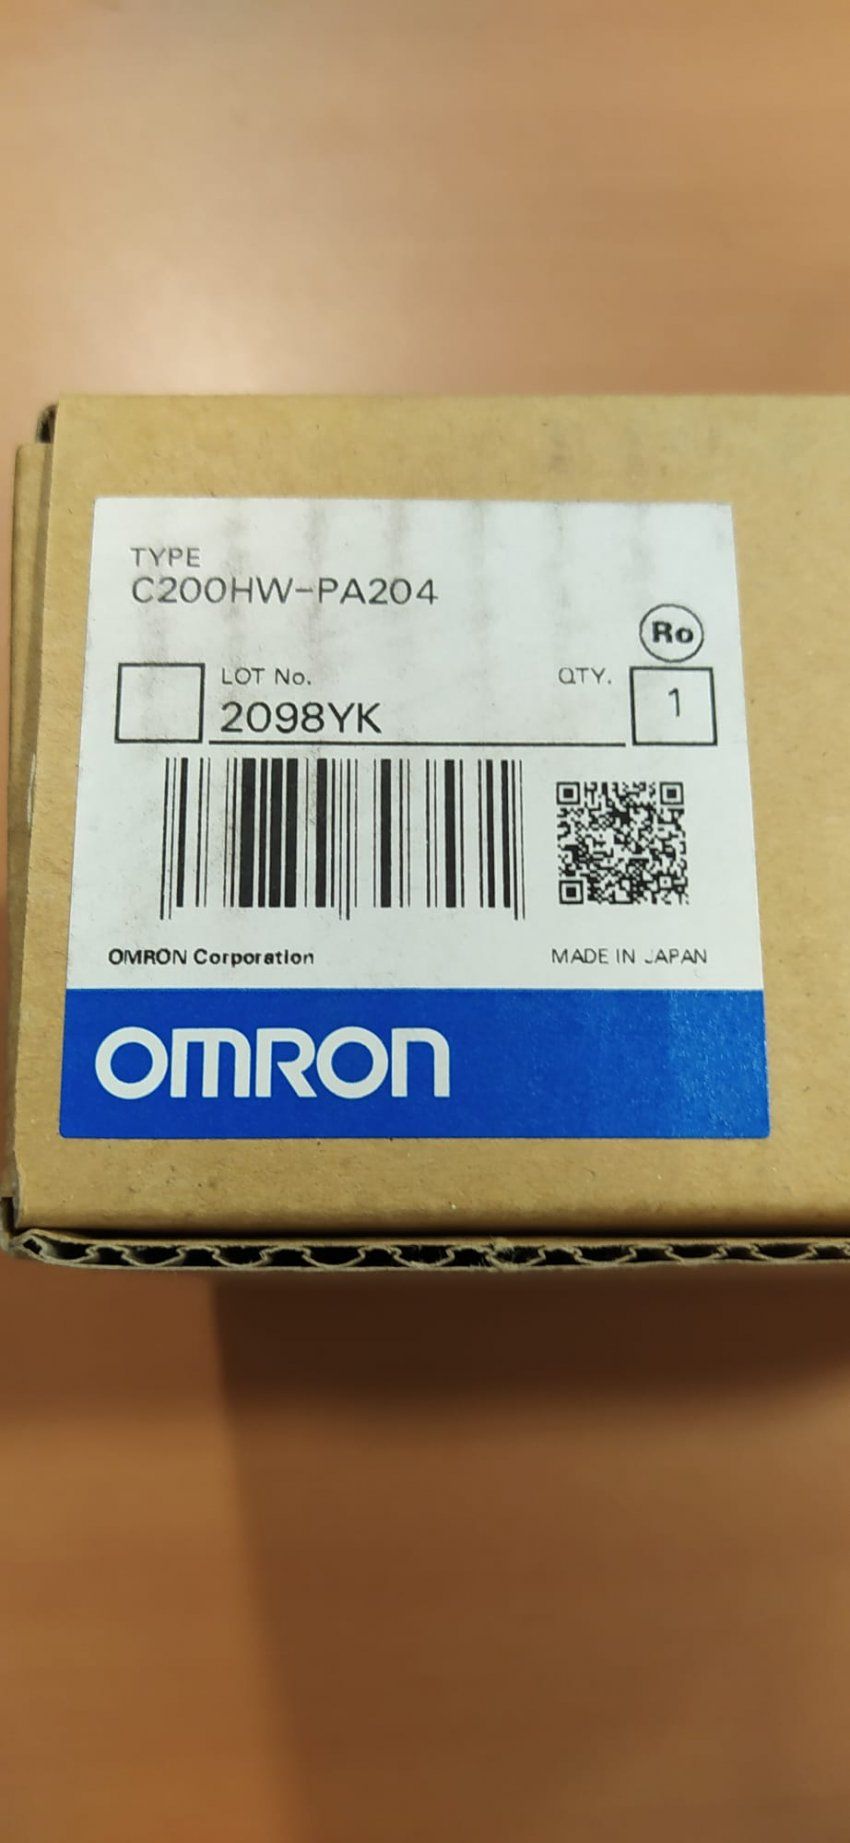 TYPE
C200HW-PA204
Ro
LOT No.
QTY.
2098YK
1
OMRON Corporation
MADE IN JAPAN
OMRON